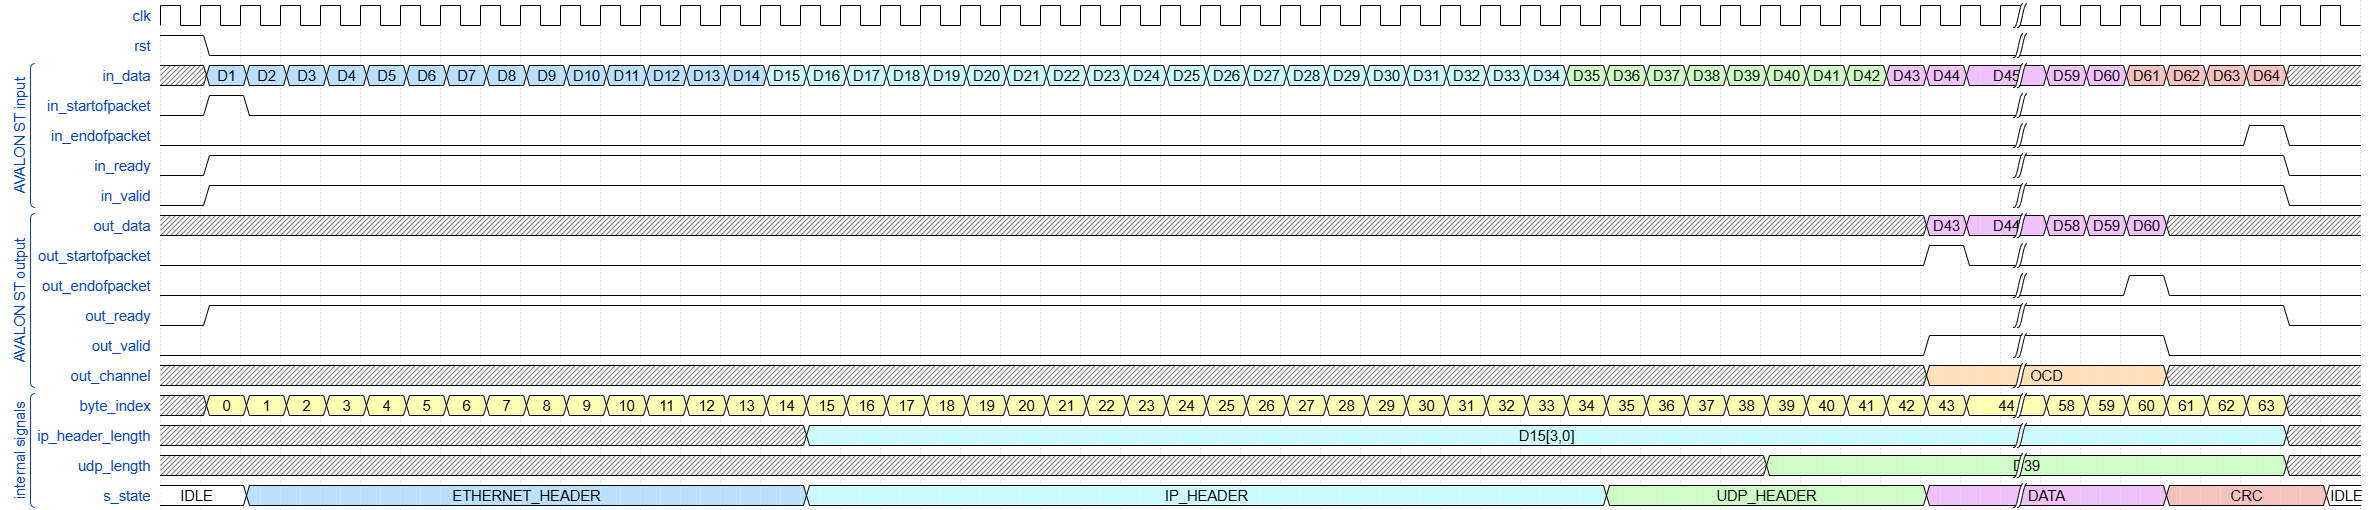 clk
rst
AVALON ST input
in_data D1 D2 D3 D4 D5 D6 D7 D8 D9 D10 D11 D12 D13 D14 D15 D16 D17 D18 D19 D20 D21 D22 D23 D24 D25 D26 D27 D28 D29 D30 D31 D32 D33 D34 D35 D36 D37 D38 D39 D40 D41 D42 D43 D44 D45 D59 D60 D61 D62 D63 D64
in_startofpacket
in_endofpacket
in_ready
in_valid
AVALON ST output
out_data D43 D44 D58 D59 D60
out_startofpacket
out_endofpacket
out_ready
out_valid
out_channel OCD
internal signals
byte_index 0 1 2 3 4 5 6 7 8 9 10 11 12 13 14 15 16 17 18 19 20 21 22 23 24 25 26 27 28 29 30 31 32 33 34 35 36 37 38 39 40 41 42 43 44 58 59 60 61 62 63
ip_header_length D15[3,0]
udp_length D39
s_state IDLE ETHERNET_HEADER IP_HEADER UDP_HEADER DATA CRC IDLE